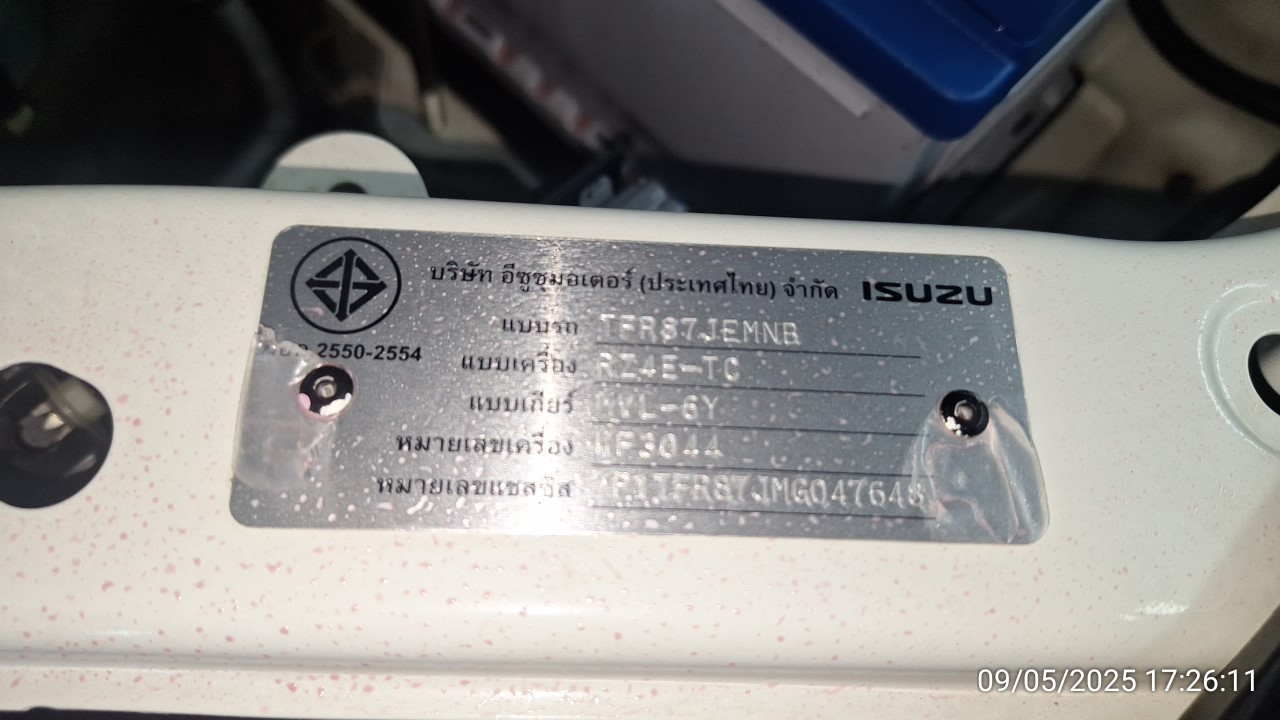 บริษัท อีซูซุมอเตอร์ (ประเทศไทย) จำกัด ISUZU
แบบรถ TFR87JEMNB
2550-2554
แบบเครื่อง RZ4E-TC
แบบเกียร์ MVL-6Y
หมายเลขเครื่อง
หมายเลขแชสซีส
09/05/2025 17:26:11